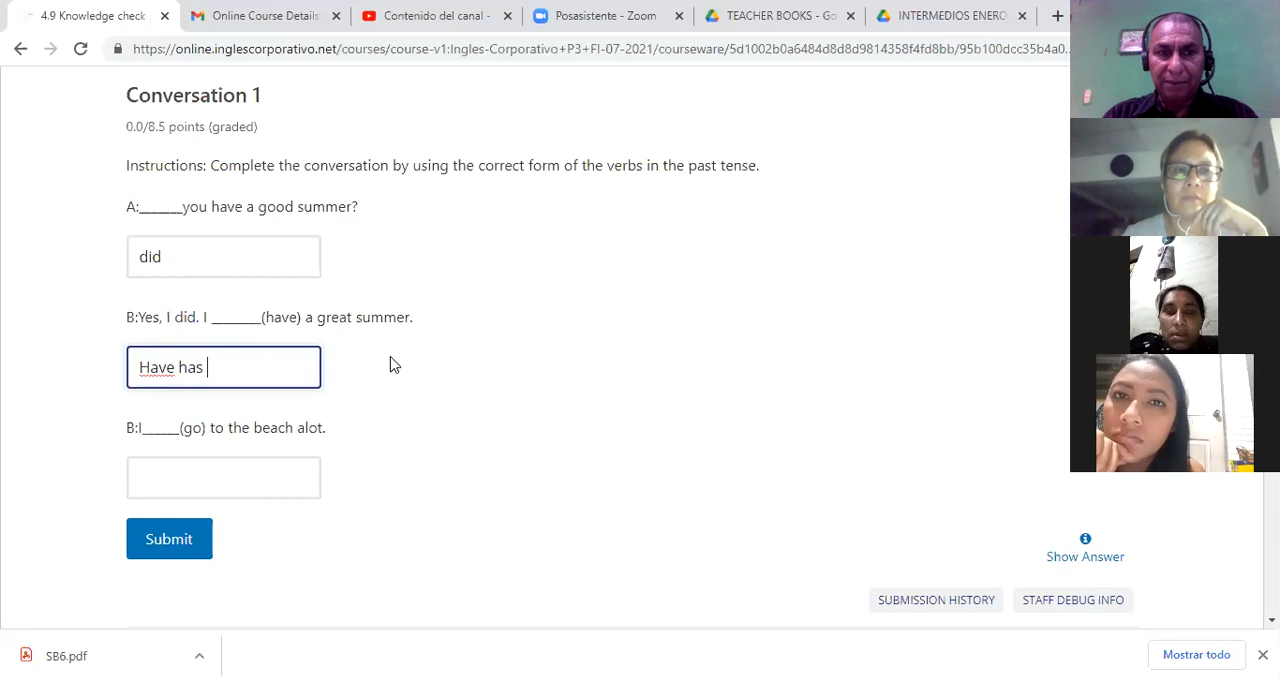 4.9 Knowledge check
Online Course Details
Contenido del canal -
Posasistente - Zoom
TEACHER BOOKS - Go
INTERMEDIOS ENERO
https://online.inglescorporativo.net/courses/course-v1:Ingles-Corporativo+P3+FI-07-2021/courseware/5d1002b0a6484d8d8d9814358f4fd8bb/95b100dcc35b4a0...
Conversation 1
0.0/8.5 points (graded)
Instructions: Complete the conversation by using the correct form of the verbs in the past tense.
A:______you have a good summer?
did
B:Yes, I did. I _______(have) a great summer.
Have has
B:I_____(go) to the beach alot.
Submit
Show Answer
SUBMISSION HISTORY
STAFF DEBUG INFO
SB6.pdf
Mostrar todo